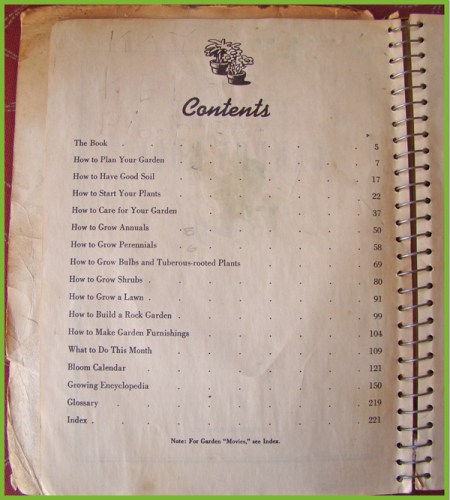 Contents
The Book 5
How to Plan Your Garden 7
How to Have Good Soil 17
How to Start Your Plants 22
How to Care for Your Garden 37
How to Grow Annuals 50
How to Grow Perennials 58
How to Grow Bulbs and Tuberous-rooted Plants 69
How to Grow Shrubs 80
How to Grow a Lawn 91
How to Build a Rock Garden 99
How to Make Garden Furnishings 104
What to Do This Month 109
Bloom Calendar 121
Growing Encyclopedia 150
Glossary 219
Index 221
Note: For Garden "Movies," see Index.